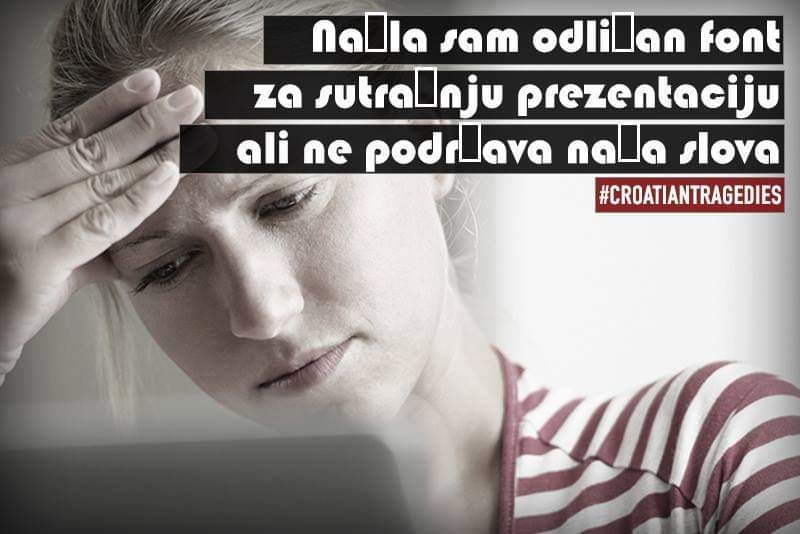 Na▯la sam odli▯an font
za sutra▯nju prezentaciju
ali ne podr▯ava na▯a slova
#CROATIANTRAGEDIES